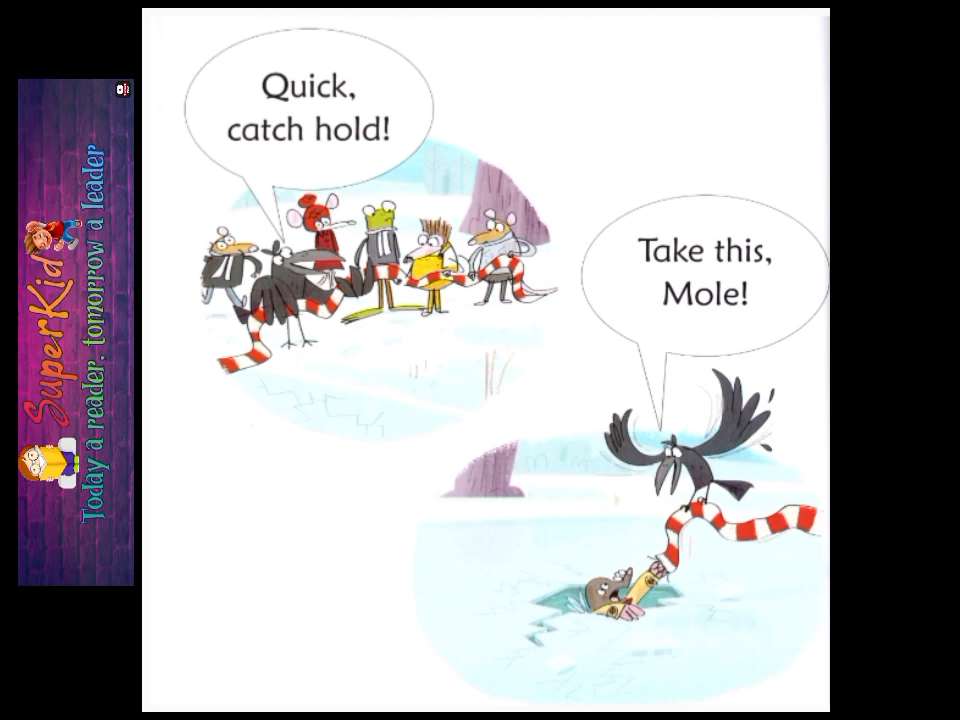 Quick,
catch hold!
Take this,
Mole!
SuperKid
Today a reader, tomorrow a leader